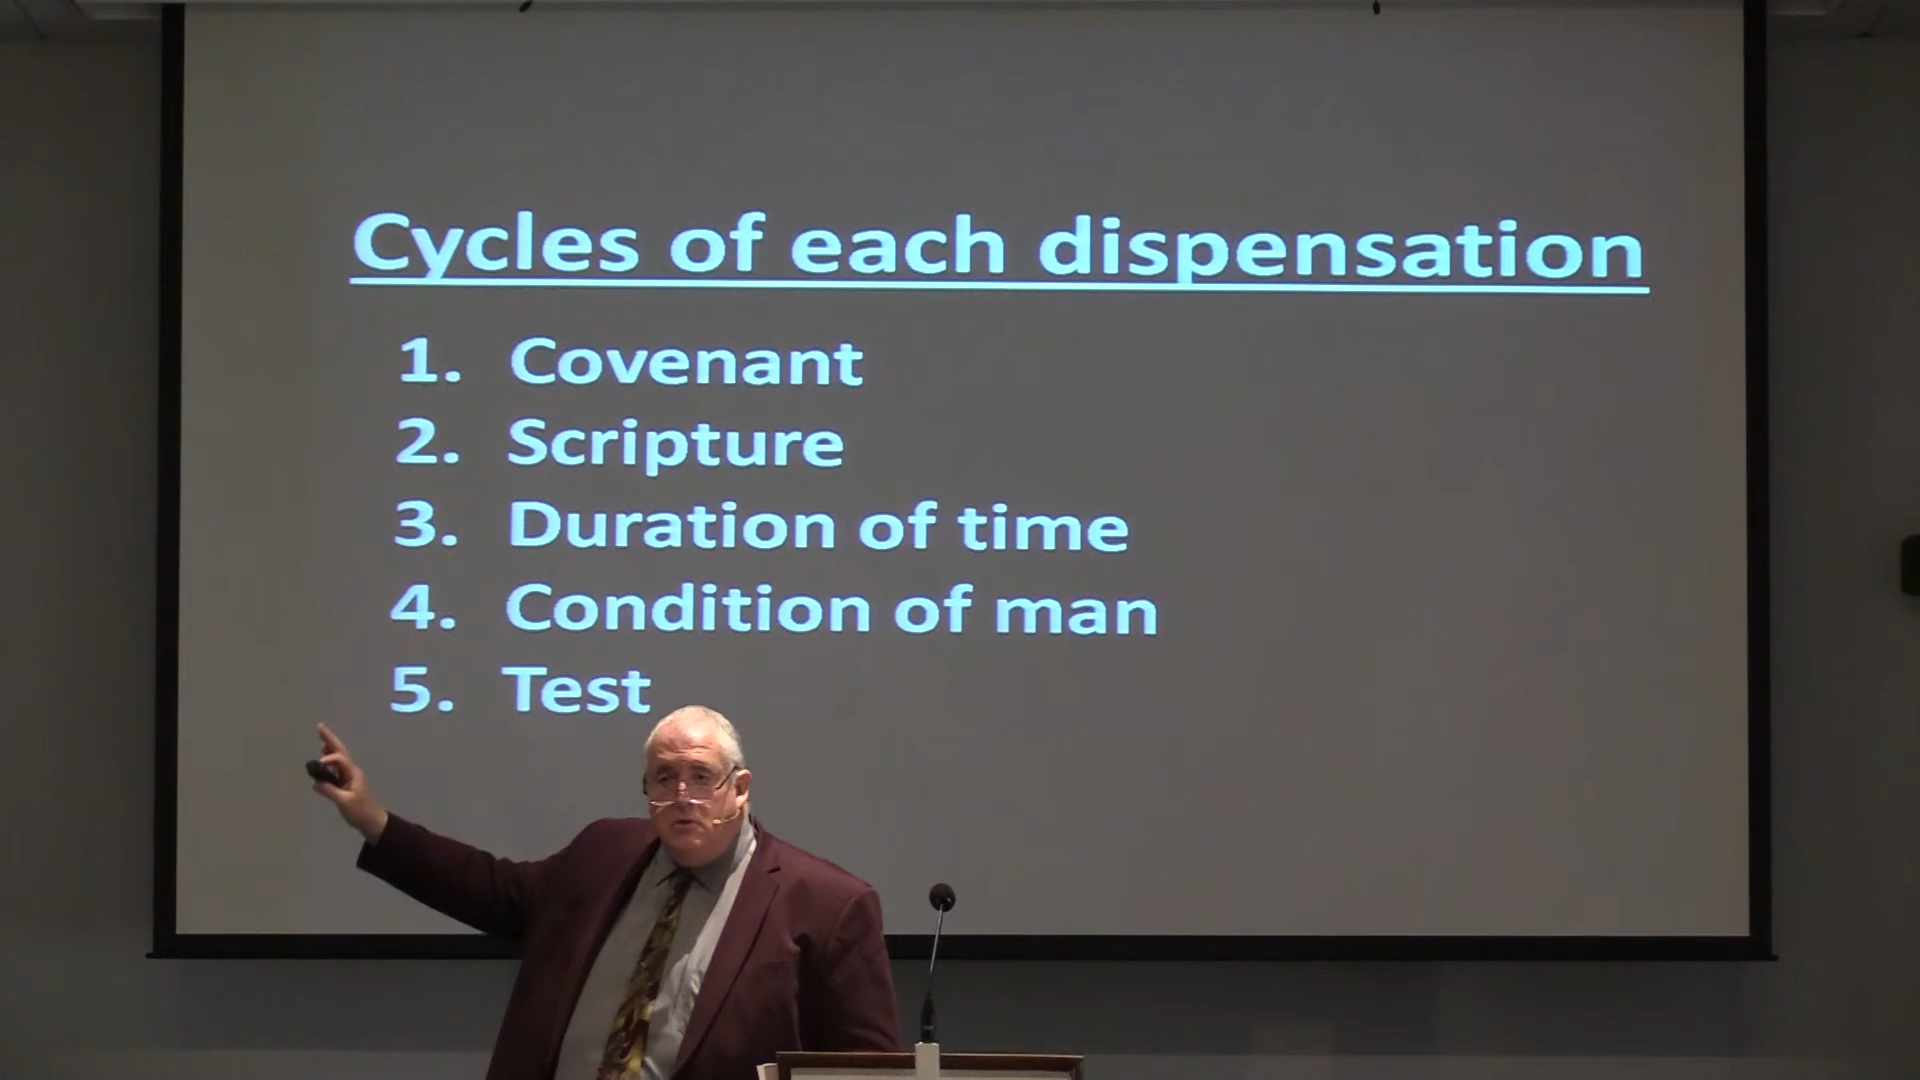 Cycles of each dispensation
1. Covenant
2. Scripture
3. Duration of time
4. Condition of man
5. Test